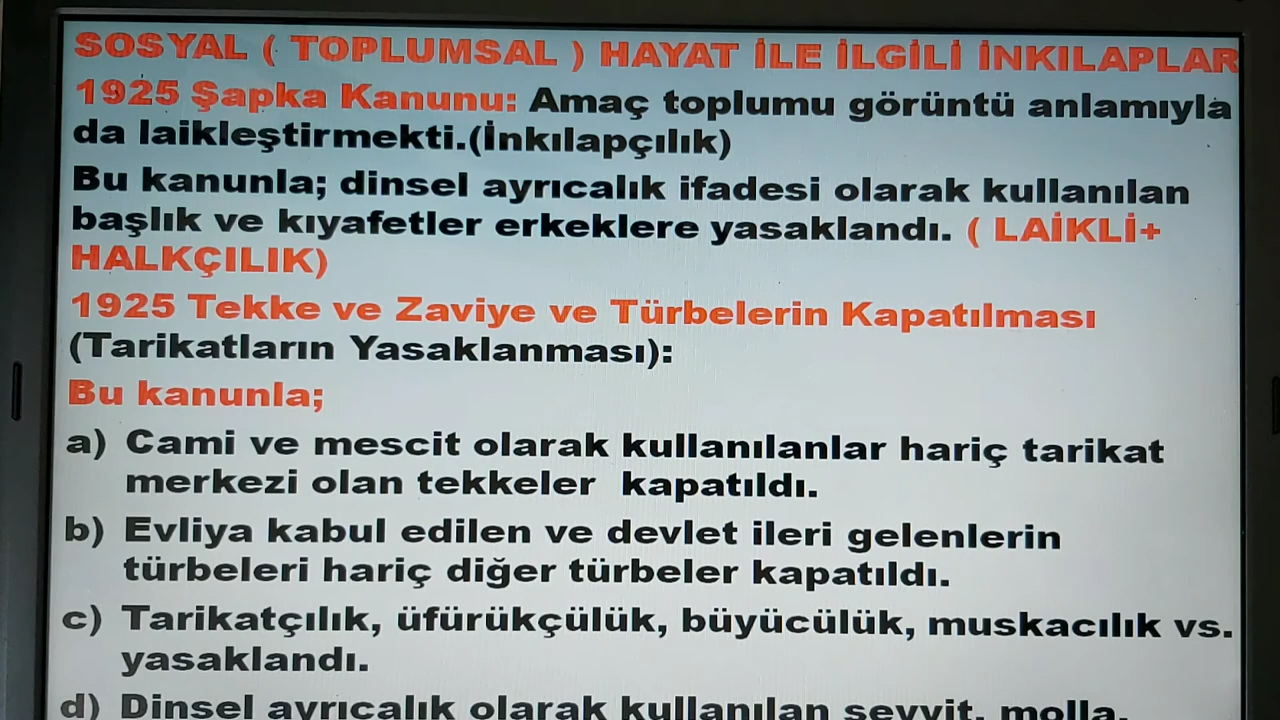 SOSYAL ( TOPLUMSAL ) HAYAT İLE İLGİLİ İNKILAPLAR
1925 Şapka Kanunu: Amaç toplumu görüntü anlamıyla
da laikleştirmekti.(İnkılapçılık)
Bu kanunla; dinsel ayrıcalık ifadesi olarak kullanılan
başlık ve kıyafetler erkeklere yasaklandı. ( LAİKLİ+
HALKÇILIK)
1925 Tekke ve Zaviye ve Türbelerin Kapatılması
(Tarikatların Yasaklanması):
Bu kanunla;
a) Cami ve mescit olarak kullanılanlar hariç tarikat
merkezi olan tekkeler kapatıldı.
b) Evliya kabul edilen ve devlet ileri gelenlerin
türbeleri hariç diğer türbeler kapatıldı.
c) Tarikatçılık, üfürükçülük, büyücülük, muskacılık vs.
yasaklandı.
d) Dinsel ayrıcalık olarak kullanılan seyyit, molla,